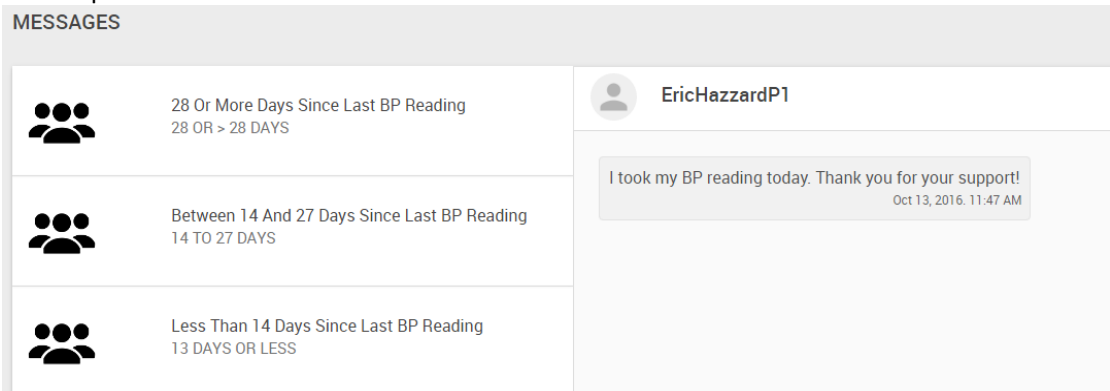 MESSAGES
28 Or More Days Since Last BP Reading
28 OR > 28 DAYS
Between 14 And 27 Days Since Last BP Reading
14 TO 27 DAYS
Less Than 14 Days Since Last BP Reading
13 DAYS OR LESS
EricHazzardP1
I took my BP reading today. Thank you for your support!
Oct 13, 2016. 11:47 AM